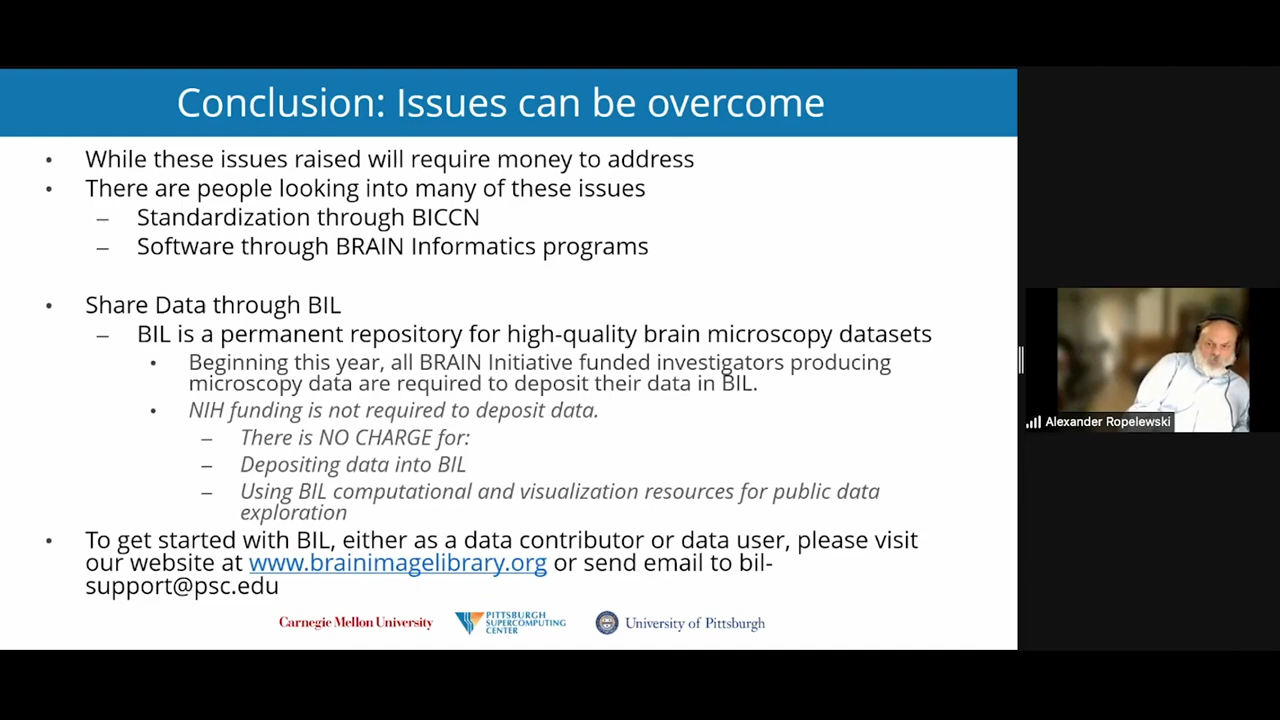 Conclusion: Issues can be overcome
• While these issues raised will require money to address
• There are people looking into many of these issues
– Standardization through BICCN
– Software through BRAIN Informatics programs
• Share Data through BIL
– BIL is a permanent repository for high-quality brain microscopy datasets
• Beginning this year, all BRAIN Initiative funded investigators producing
microscopy data are required to deposit their data in BIL.
• NIH funding is not required to deposit data.
– There is NO CHARGE for:
– Depositing data into BIL
– Using BIL computational and visualization resources for public data
exploration
• To get started with BIL, either as a data contributor or data user, please visit
our website at www.brainimagelibrary.org or send email to bil-
support@psc.edu
Carnegie Mellon University
PITTSBURGH
SUPERCOMPUTING
CENTER
University of Pittsburgh
Alexander Ropelewski